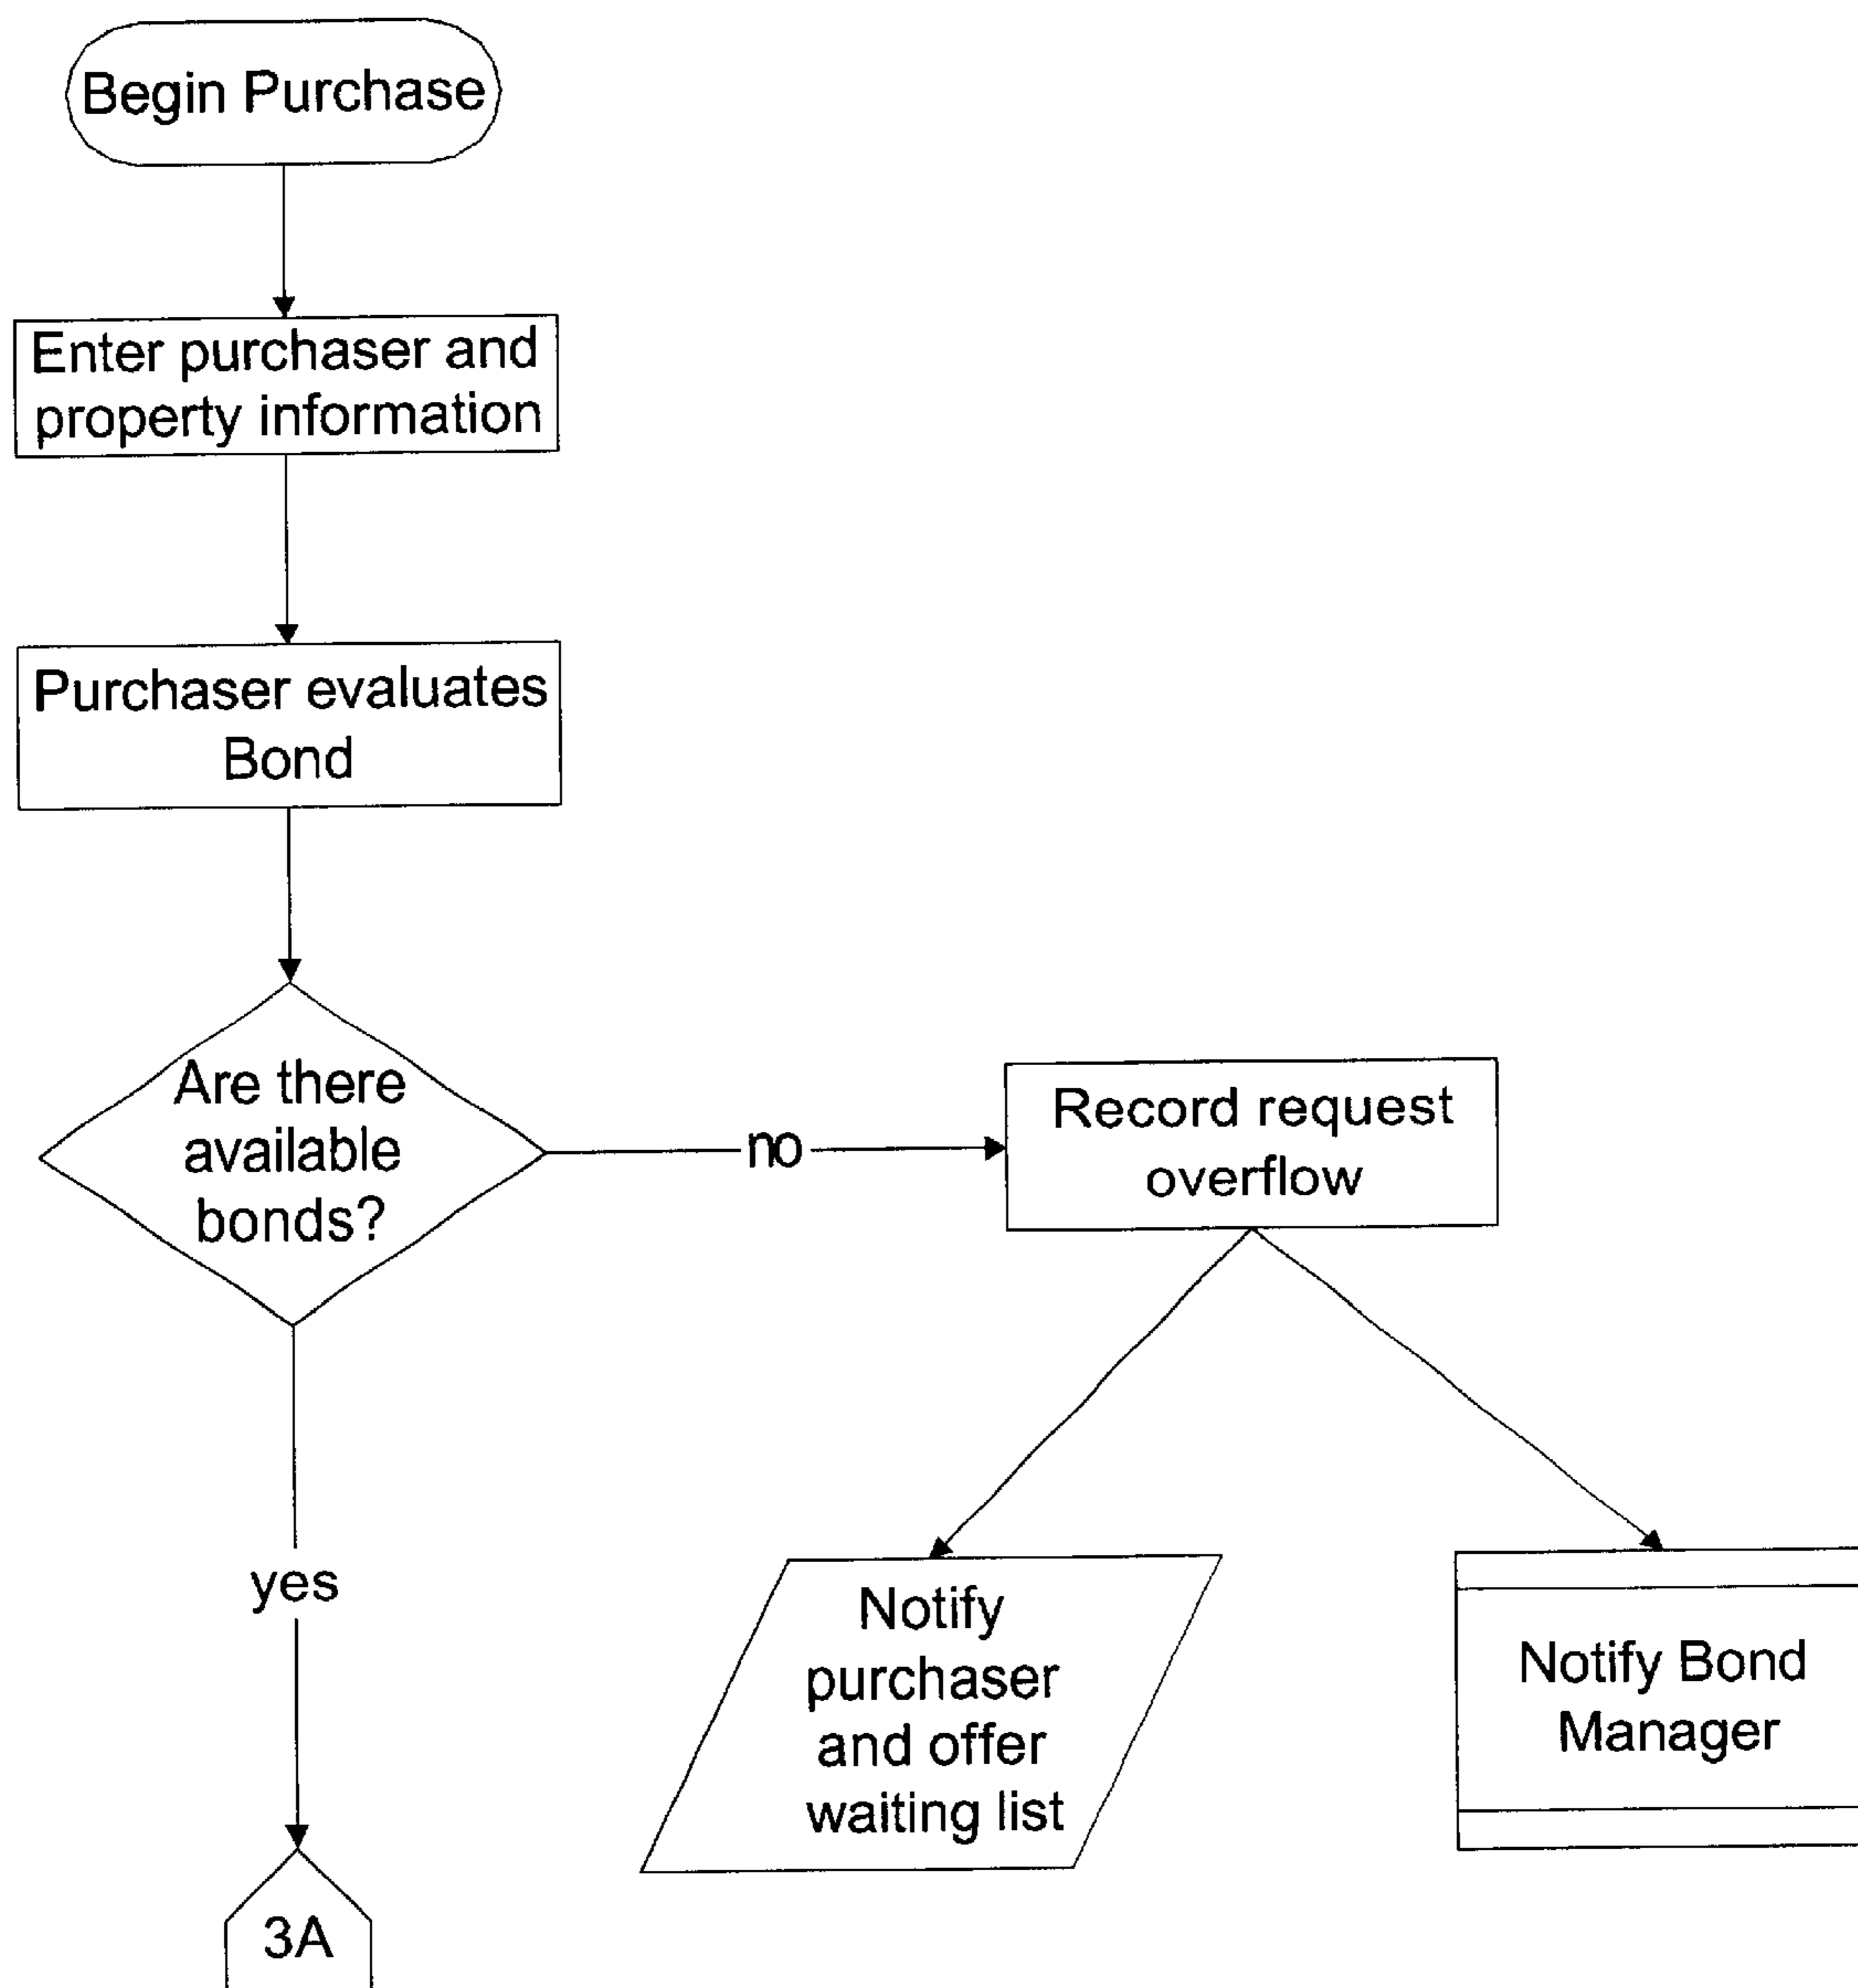 Begin Purchase
Enter purchaser and
property information
Purchaser evaluates
Bond
Are there
available
bonds?
no
Record request
overflow
yes
Notify
purchaser
and offer
waiting list
Notify Bond
Manager
3A